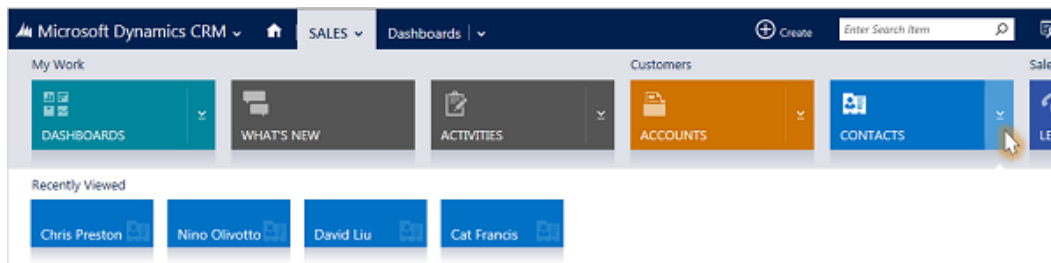 Microsoft Dynamics CRM SALES Dashboards Create Enter Search Item
My Work Customers Sale
DASHBOARDS WHAT'S NEW ACTIVITIES ACCOUNTS CONTACTS LE
Recently Viewed
Chris Preston Nino Olivotto David Liu Cat Francis